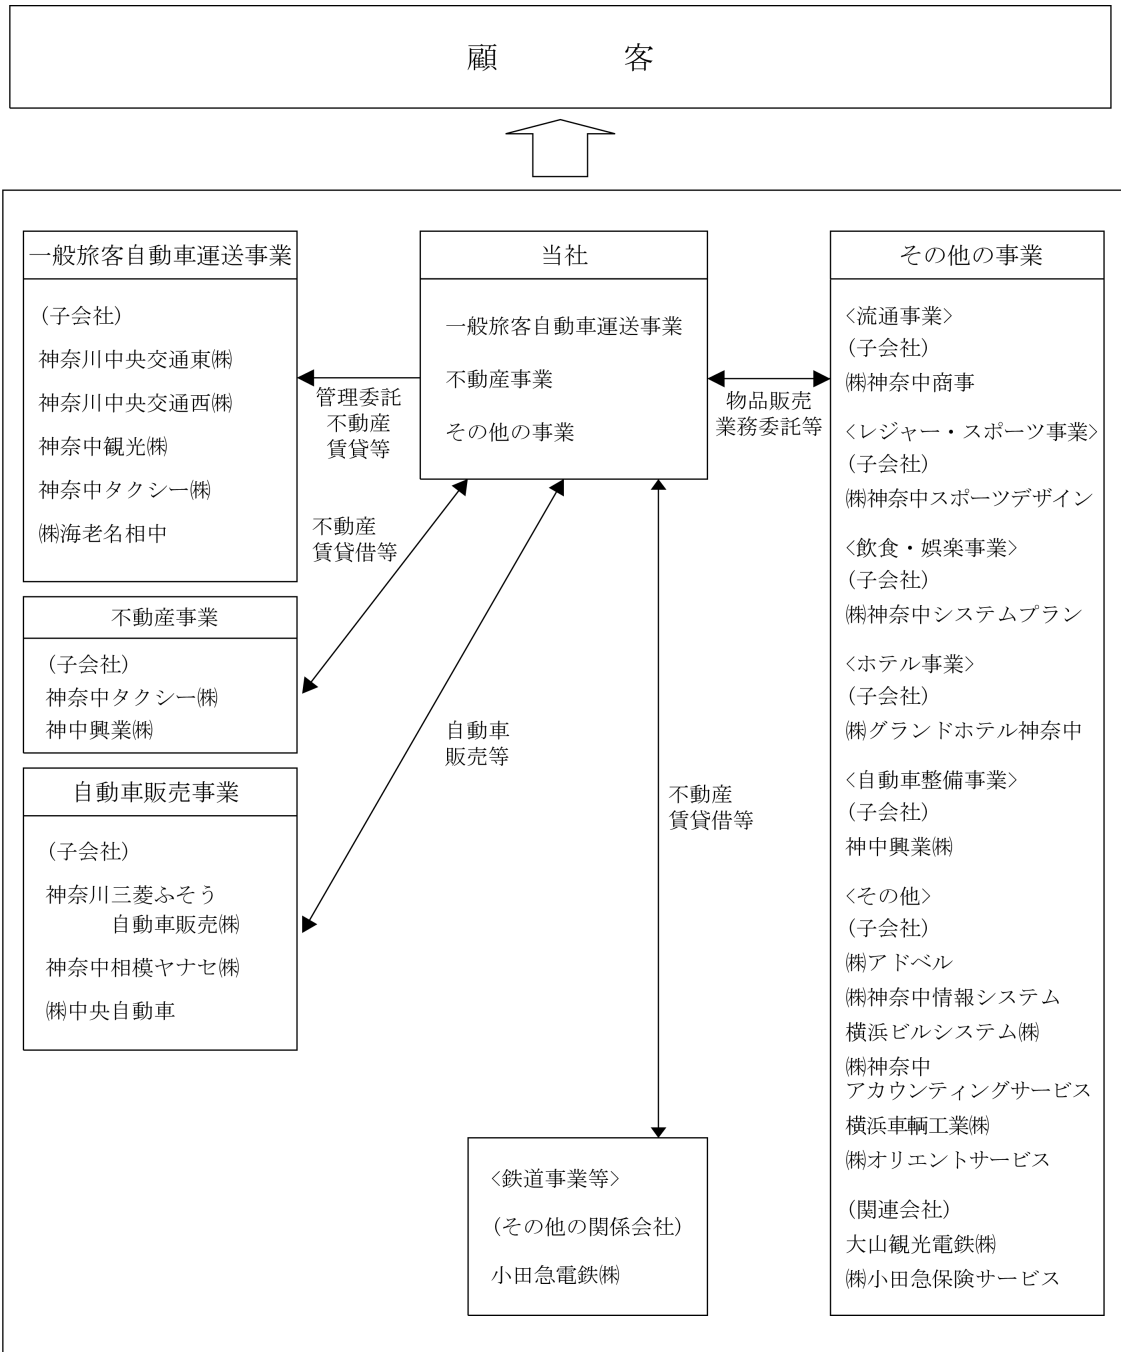 顧客
一般旅客自動車運送事業
(子会社)
神奈川中央交通東㈱
神奈川中央交通西㈱
神奈中観光㈱
神奈中タクシー㈱
㈱海老名相中
不動産事業
(子会社)
神奈中タクシー㈱
神中興業㈱
自動車販売事業
(子会社)
神奈川三菱ふそう
自動車販売㈱
神奈中相模ヤナセ㈱
㈱中央自動車
管理委託
不動産
賃貸等
不動産
賃貸借等
自動車
販売等
当社
一般旅客自動車運送事業
不動産事業
その他の事業
物品販売
業務委託等
不動産
賃貸借等
<鉄道事業等>
(その他の関係会社)
小田急電鉄㈱
その他の事業
<流通事業>
(子会社)
㈱神奈中商事
<レジャー・スポーツ事業>
(子会社)
㈱神奈中スポーツデザイン
<飲食・娯楽事業>
(子会社)
㈱神奈中システムプラン
<ホテル事業>
(子会社)
㈱グランドホテル神奈中
<自動車整備事業>
(子会社)
神中興業㈱
<その他>
(子会社)
㈱アドベル
㈱神奈中情報システム
横浜ビルシステム㈱
㈱神奈中
アカウンティングサービス
横浜車輌工業㈱
㈱オリエントサービス
(関連会社)
大山観光電鉄㈱
㈱小田急保険サービス